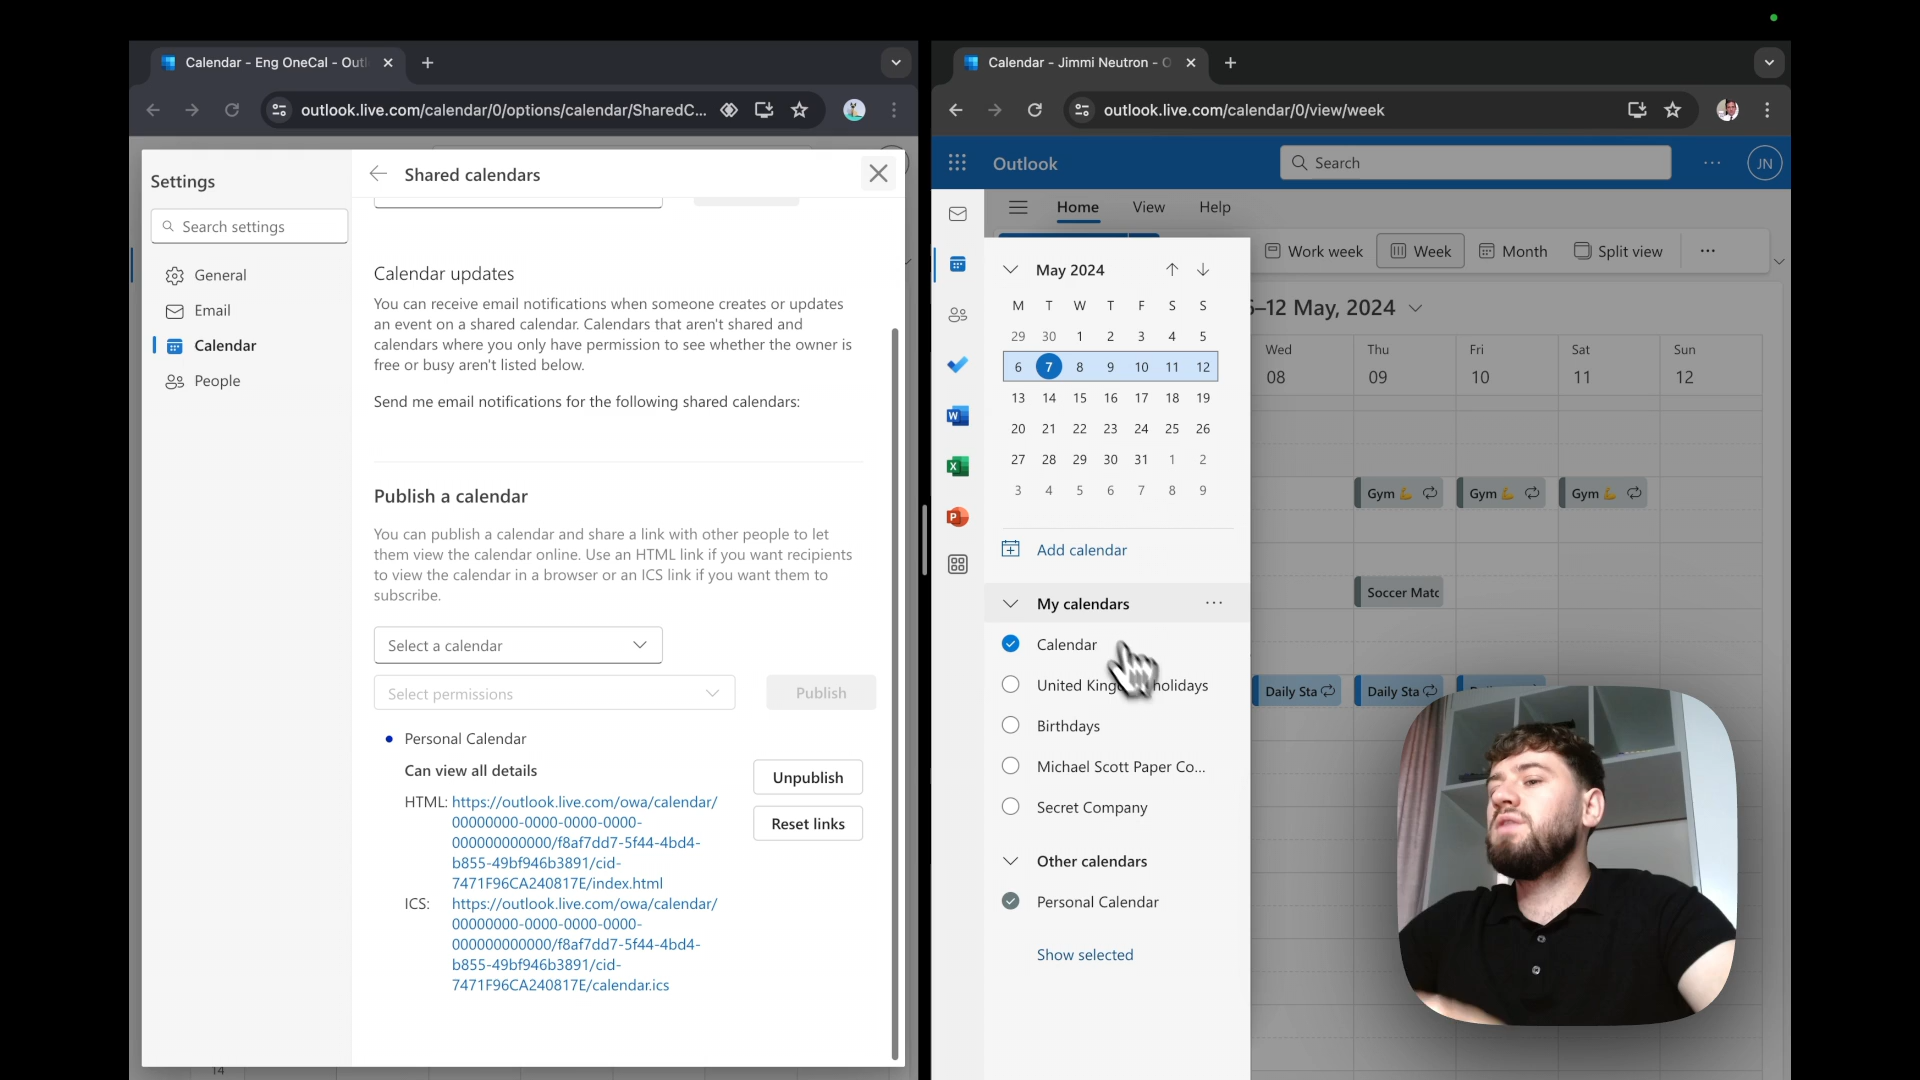 Calendar - Eng OneCal - Outl
outlook.live.com/calendar/0/options/calendar/SharedC...
Settings
Search settings
General
Email
Calendar
People
Shared calendars
Calendar updates
You can receive email notifications when someone creates or updates
an event on a shared calendar. Calendars that aren't shared and
calendars where you only have permission to see whether the owner is
free or busy aren't listed below.
Send me email notifications for the following shared calendars:
Publish a calendar
You can publish a calendar and share a link with other people to let
them view the calendar online. Use an HTML link if you want recipients
to view the calendar in a browser or an ICS link if you want them to
subscribe.
Select a calendar
Select permissions
Publish
Personal Calendar
Can view all details
Unpublish
Reset links
HTML: https://outlook.live.com/owa/calendar/
00000000-0000-0000-0000-
000000000000/f8af7dd7-5f44-4bd4-
b855-49bf946b3891/cid-
7471F96CA240817E/index.html
ICS: https://outlook.live.com/owa/calendar/
00000000-0000-0000-0000-
000000000000/f8af7dd7-5f44-4bd4-
b855-49bf946b3891/cid-
7471F96CA240817E/calendar.ics
14
Calendar - Jimmi Neutron - O
outlook.live.com/calendar/0/view/week
Outlook
Search
JN
Home View Help
Work week Week Month Split view
May 2024
M T W T F S S
29 30 1 2 3 4 5
6 7 8 9 10 11 12
13 14 15 16 17 18 19
20 21 22 23 24 25 26
27 28 29 30 31 1 2
3 4 5 6 7 8 9
Add calendar
My calendars
Calendar
United holidays
Birthdays
Michael Scott Paper Co...
Secret Company
Other calendars
Personal Calendar
Show selected
–12 May, 2024
Wed Thu Fri Sat Sun
08 09 10 11 12
Gym 💪 Gym 💪 Gym 💪
Soccer Matc
Daily Sta Daily Sta